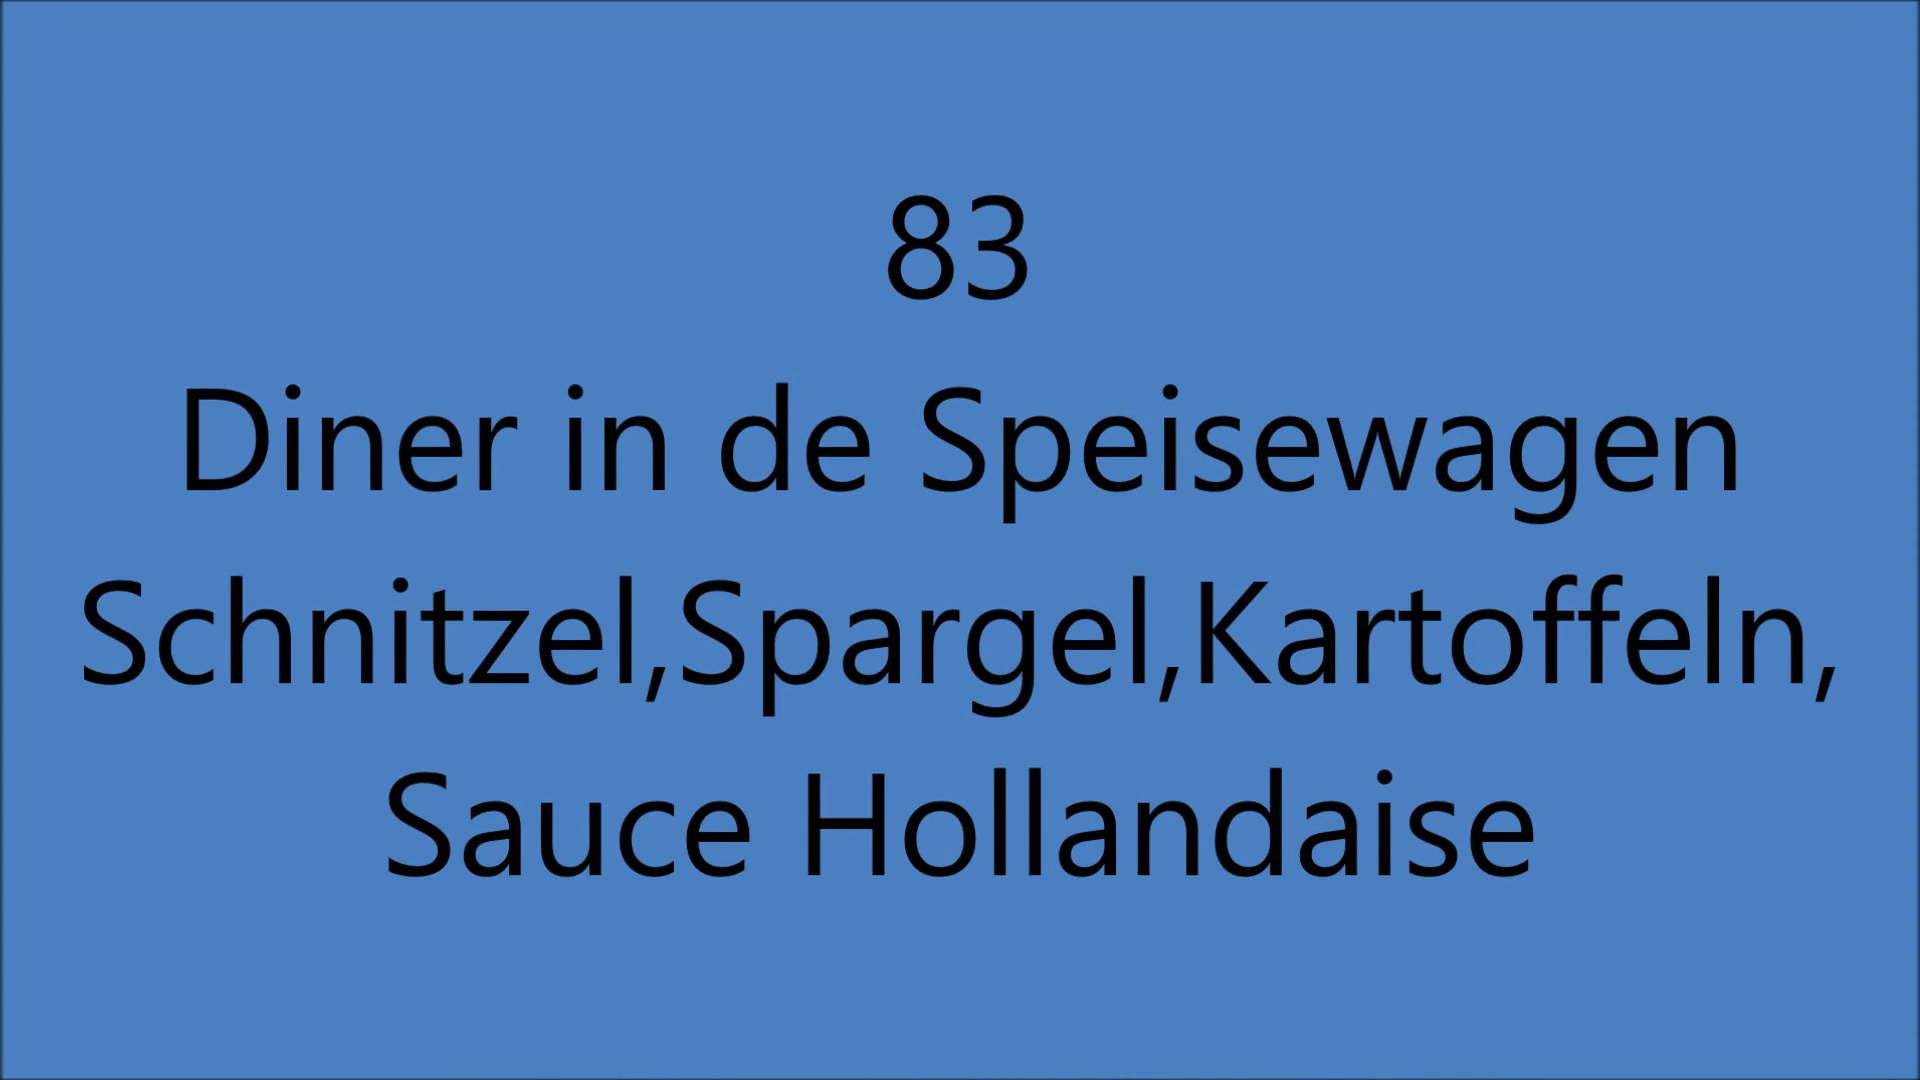 83
Diner in de Speisewagen
Schnitzel,Spargel,Kartoffeln,
Sauce Hollandaise